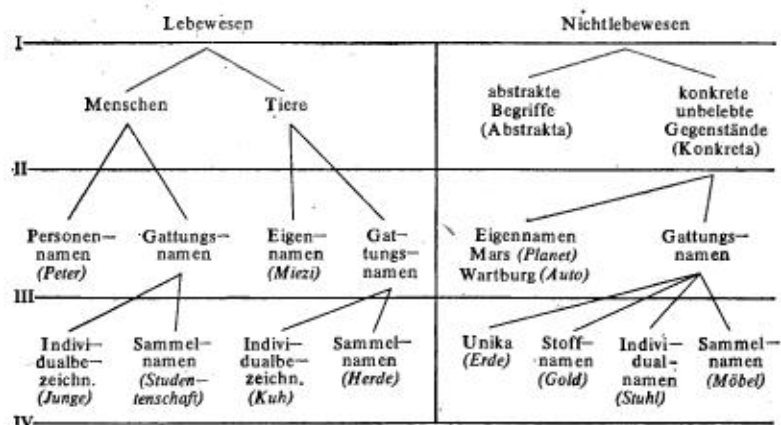 Lebewesen Nichtlebewesen
I
Menschen Tiere
abstrakte
Begriffe
(Abstrakta)
konkrete
unbelebte
Gegenstände
(Konkreta)
II
Personen—
namen
(Peter)
Gattungs—
namen
Eigen—
namen
(Miezi)
Gat—
tungs—
namen
Eigennamen
Mars (Planet)
Wartburg (Auto)
Gattungs—
namen
III
Indivi—
dualbe—
zeichn.
(Junge)
Sammel—
namen
(Studen—
tenschaft)
Indivi—
dualbe—
zeichn.
(Kuh)
Sammel—
namen
(Herde)
Unika
(Erde)
Stoff—
namen
(Gold)
Indivi—
dual—
namen
(Stuhl)
Sammel—
namen
(Möbel)
IV